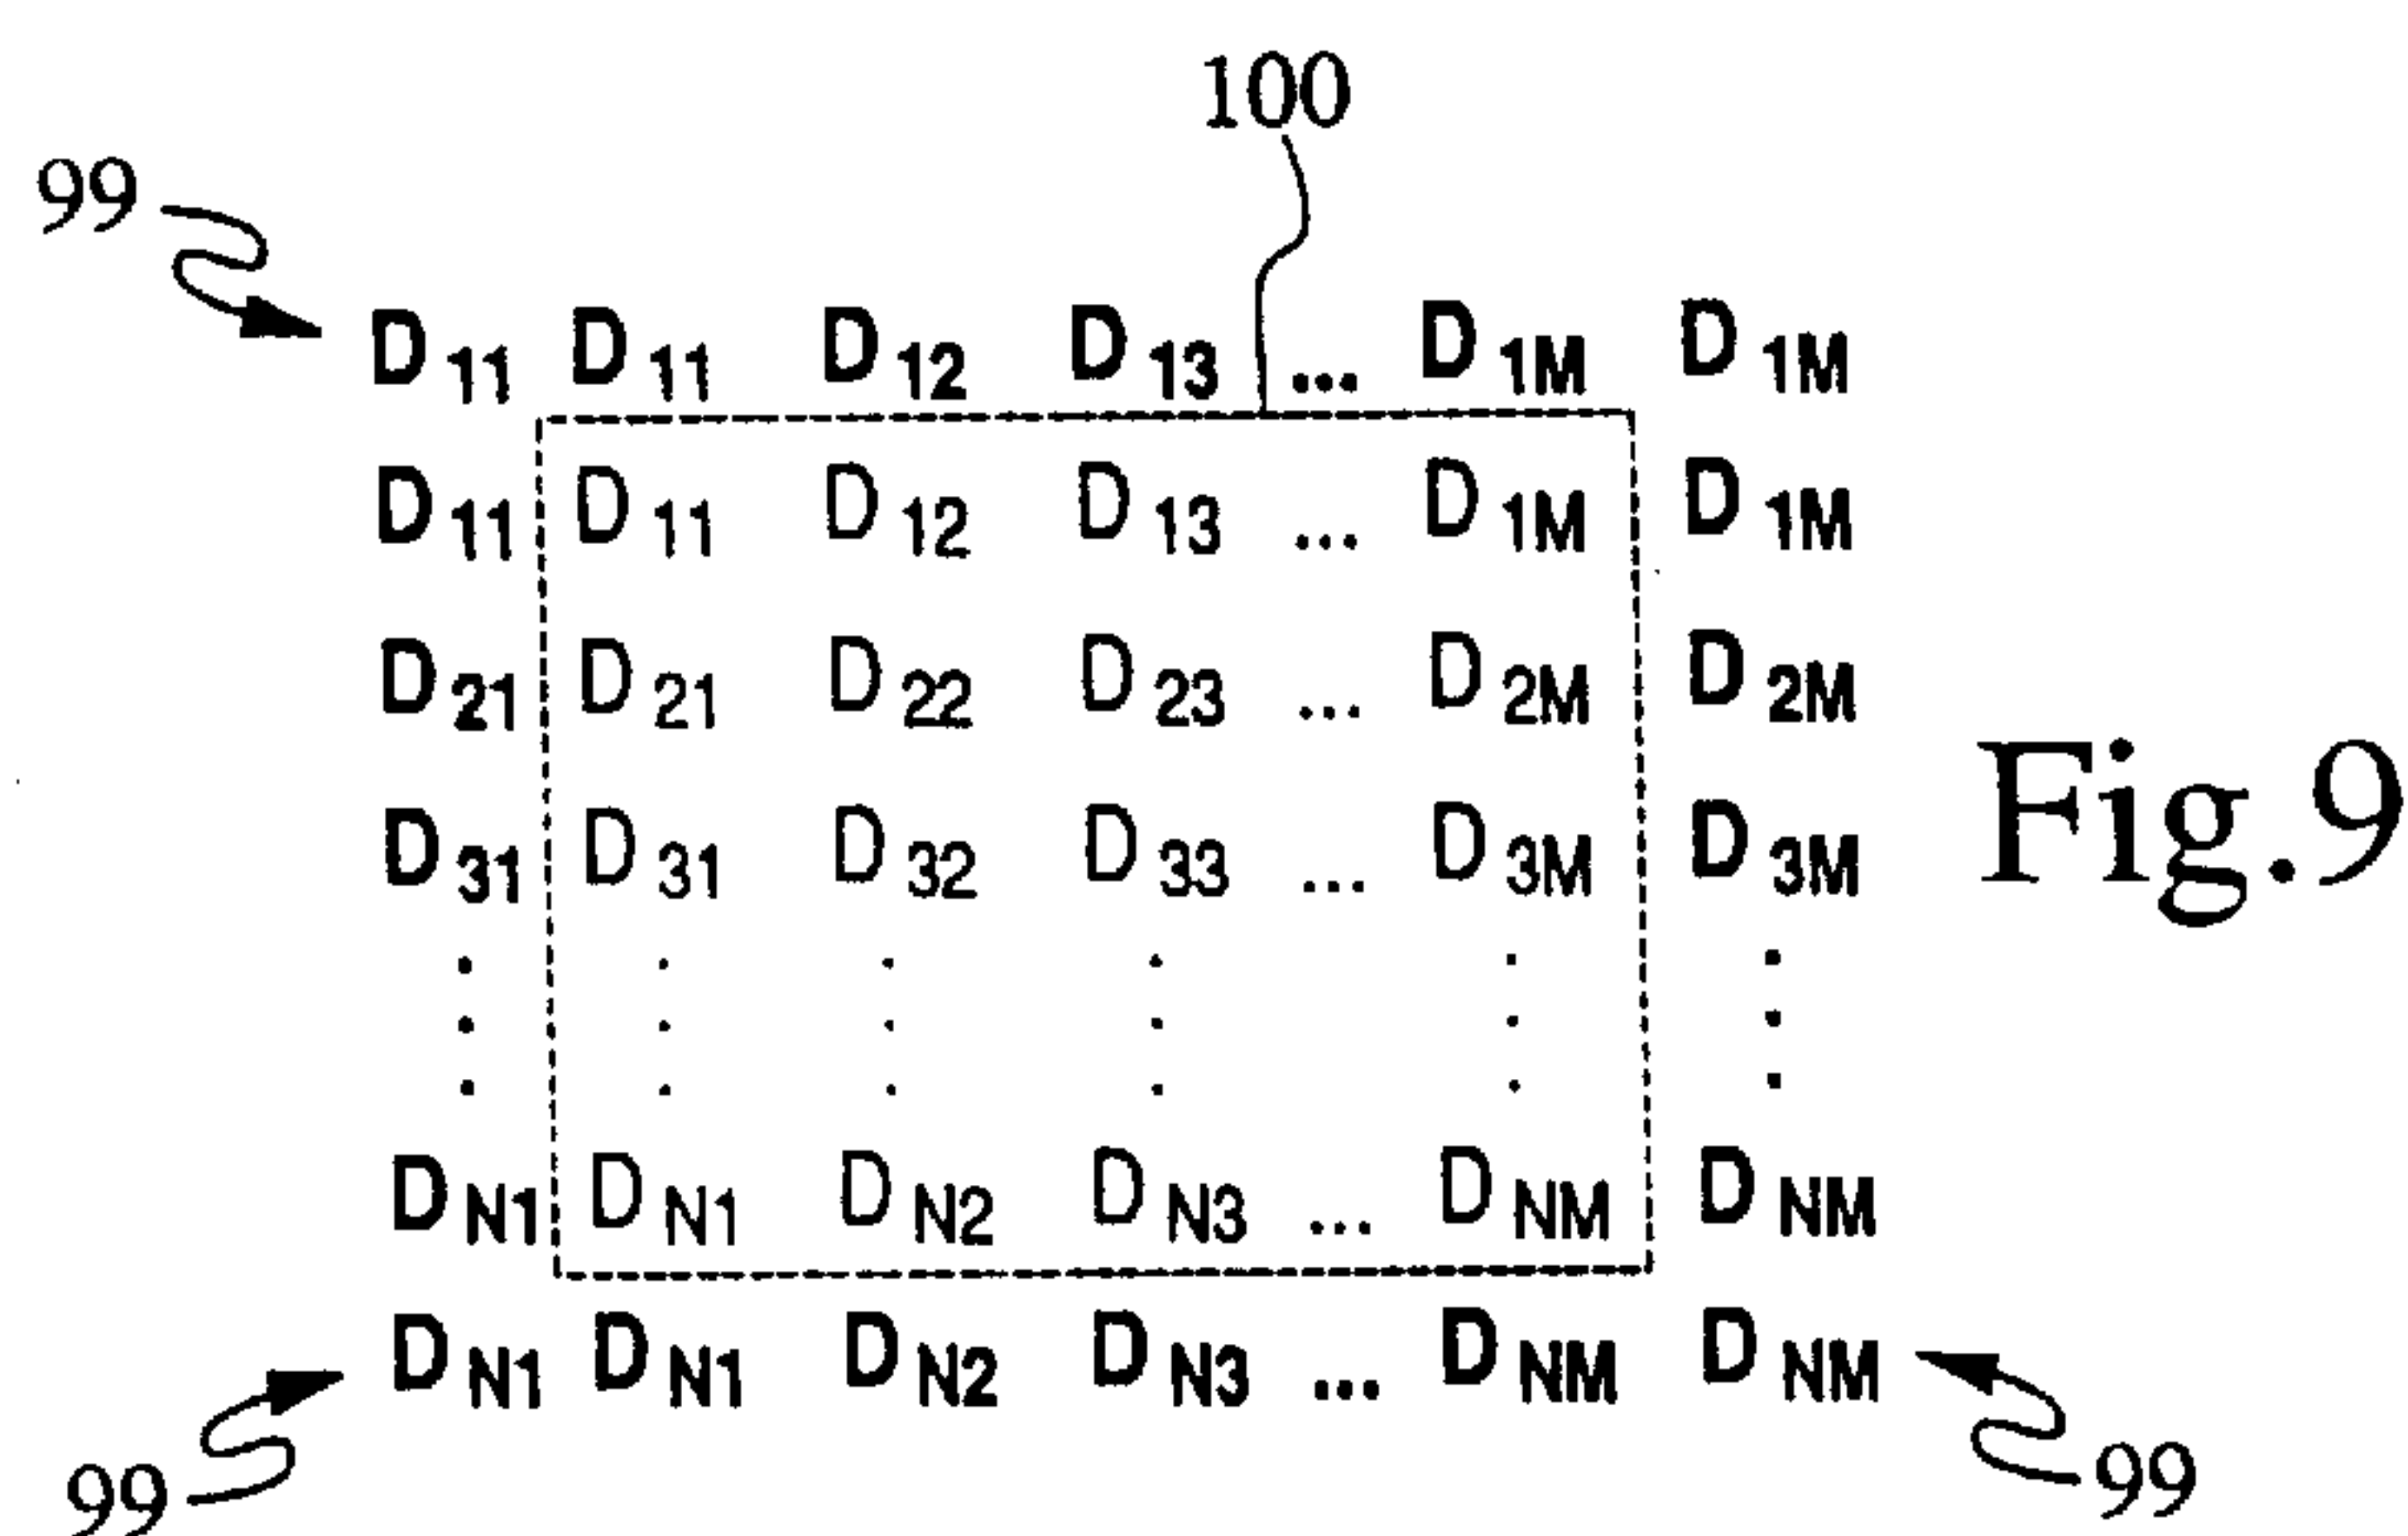 100
99
D11 D11 D12 D13 ... D1M D1M
D11 D11 D12 D13 ... D1M D1M
D21 D21 D22 D23 ... D2M D2M
D31 D31 D32 D33 ... D3M D3M
Fig.9
DN1 DN1 DN2 DN3 ... DNM DNM
DN1 DN1 DN2 DN3 ... DNM DNM
99
99